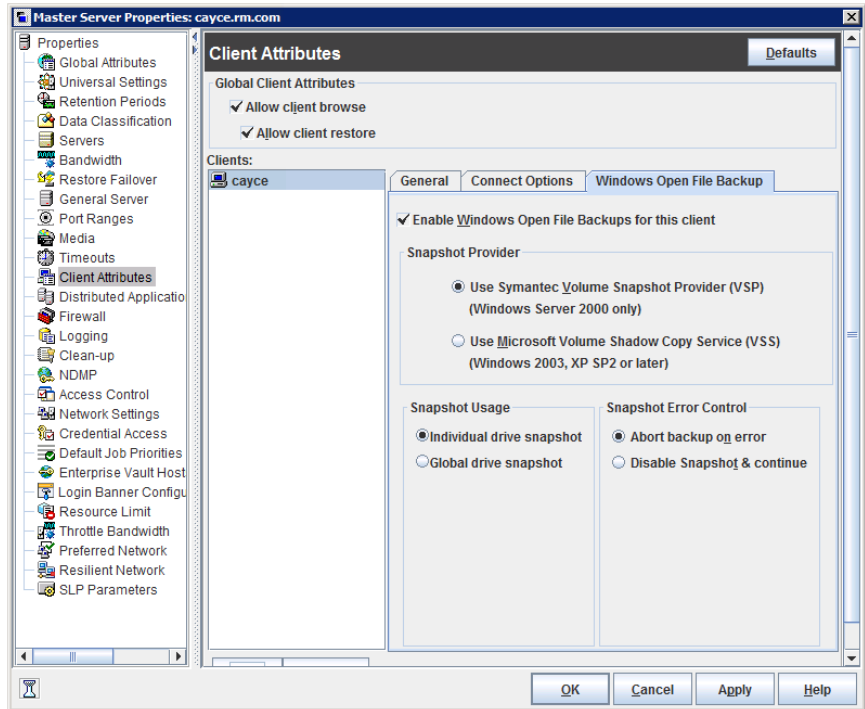 Master Server Properties: cayce.rm.com
Properties
Global Attributes
Universal Settings
Retention Periods
Data Classification
Servers
Bandwidth
Restore Failover
General Server
Port Ranges
Media
Timeouts
Client Attributes
Distributed Applicatio
Firewall
Logging
Clean-up
NDMP
Access Control
Network Settings
Credential Access
Default Job Priorities
Enterprise Vault Host
Login Banner Configu
Resource Limit
Throttle Bandwidth
Preferred Network
Resilient Network
SLP Parameters
Client Attributes
Defaults
Global Client Attributes
Allow client browse
Allow client restore
Clients:
cayce
General
Connect Options
Windows Open File Backup
Enable Windows Open File Backups for this client
Snapshot Provider
Use Symantec Volume Snapshot Provider (VSP)
(Windows Server 2000 only)
Use Microsoft Volume Shadow Copy Service (VSS)
(Windows 2003, XP SP2 or later)
Snapshot Usage
Individual drive snapshot
Global drive snapshot
Snapshot Error Control
Abort backup on error
Disable Snapshot & continue
OK
Cancel
Apply
Help